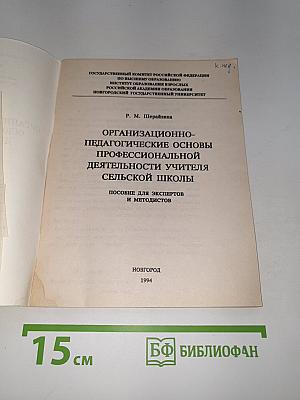 ГОСУДАРСТВЕННЫЙ КОМИТЕТ РОССИЙСКОЙ ФЕДЕРАЦИИ
ПО ВЫСШЕМУ ОБРАЗОВАНИЮ
ИНСТИТУТ ОБРАЗОВАНИЯ ВЗРОСЛЫХ
РОССИЙСКОЙ АКАДЕМИИ ОБРАЗОВАНИЯ
НОВГОРОДСКИЙ ГОСУДАРСТВЕННЫЙ УНИВЕРСИТЕТ
Р. М. Шерайзина
ОРГАНИЗАЦИОННО-
ПЕДАГОГИЧЕСКИЕ ОСНОВЫ
ПРОФЕССИОНАЛЬНОЙ
ДЕЯТЕЛЬНОСТИ УЧИТЕЛЯ
СЕЛЬСКОЙ ШКОЛЫ
ПОСОБИЕ ДЛЯ ЭКСПЕРТОВ
И МЕТОДИСТОВ
НОВГОРОД
1994
15 см
БФ БИБЛИОФАН